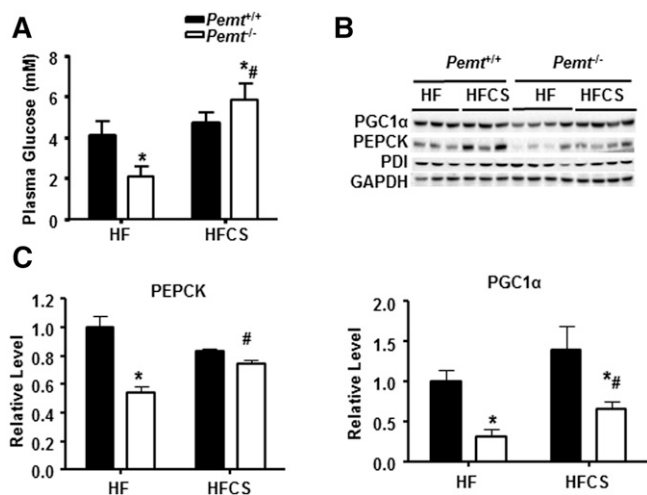 A
Pemt+/+
Pemt-/-
Plasma Glucose (mM)
8
6
4
2
0
*
*#
HF
HFCS
B
Pemt+/+ Pemt-/-
HF HFCS HF HFCS
PGC1α
PEPCK
PDI
GAPDH
C
PEPCK
Relative Level
1.2
1.0
0.8
0.6
0.4
0.2
0.0
*
#
HF
HFCS
PGC1α
Relative Level
2.0
1.5
1.0
0.5
0.0
*
*#
HF
HFCS